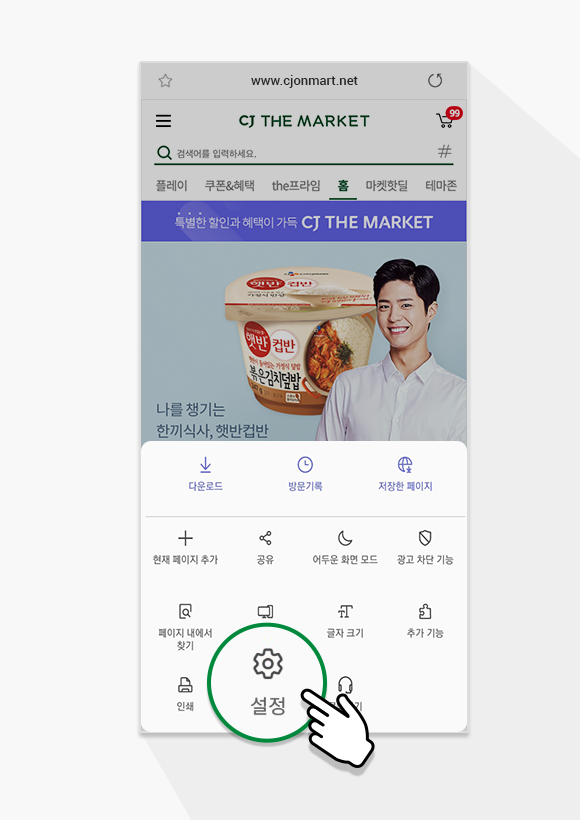 www.cjonmart.net
CJ THE MARKET
99
검색어를 입력하세요.
플레이 쿠폰&혜택 the프라임 홈 마켓핫딜 테마존
특별한 할인과 혜택이 가득 CJ THE MARKET
햇반 컵반
햇반 컵반
볶은김치덮밥
나를 챙기는
한끼식사, 햇반컵반
다운로드 방문기록 저장한 페이지
현재 페이지 추가 공유 어두운 화면 모드 광고 차단 기능
페이지 내에서
찾기
글자 크기 추가 기능
인쇄 설정